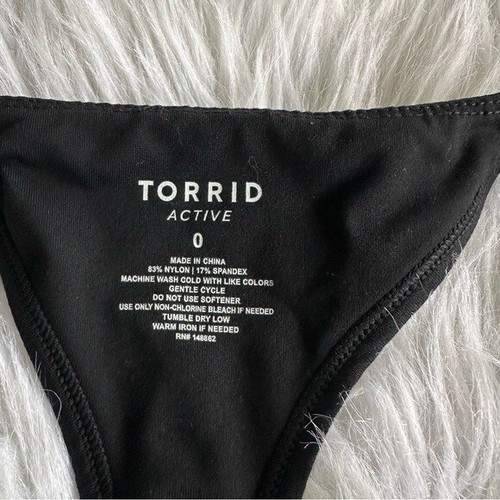 TORRID
ACTIVE
0
MADE IN CHINA
83% NYLON | 17% SPANDEX
MACHINE WASH COLD WITH LIKE COLORS
GENTLE CYCLE
DO NOT USE SOFTENER
USE ONLY NON-CHLORINE BLEACH IF NEEDED
TUMBLE DRY LOW
WARM IRON IF NEEDED
RN# 148862